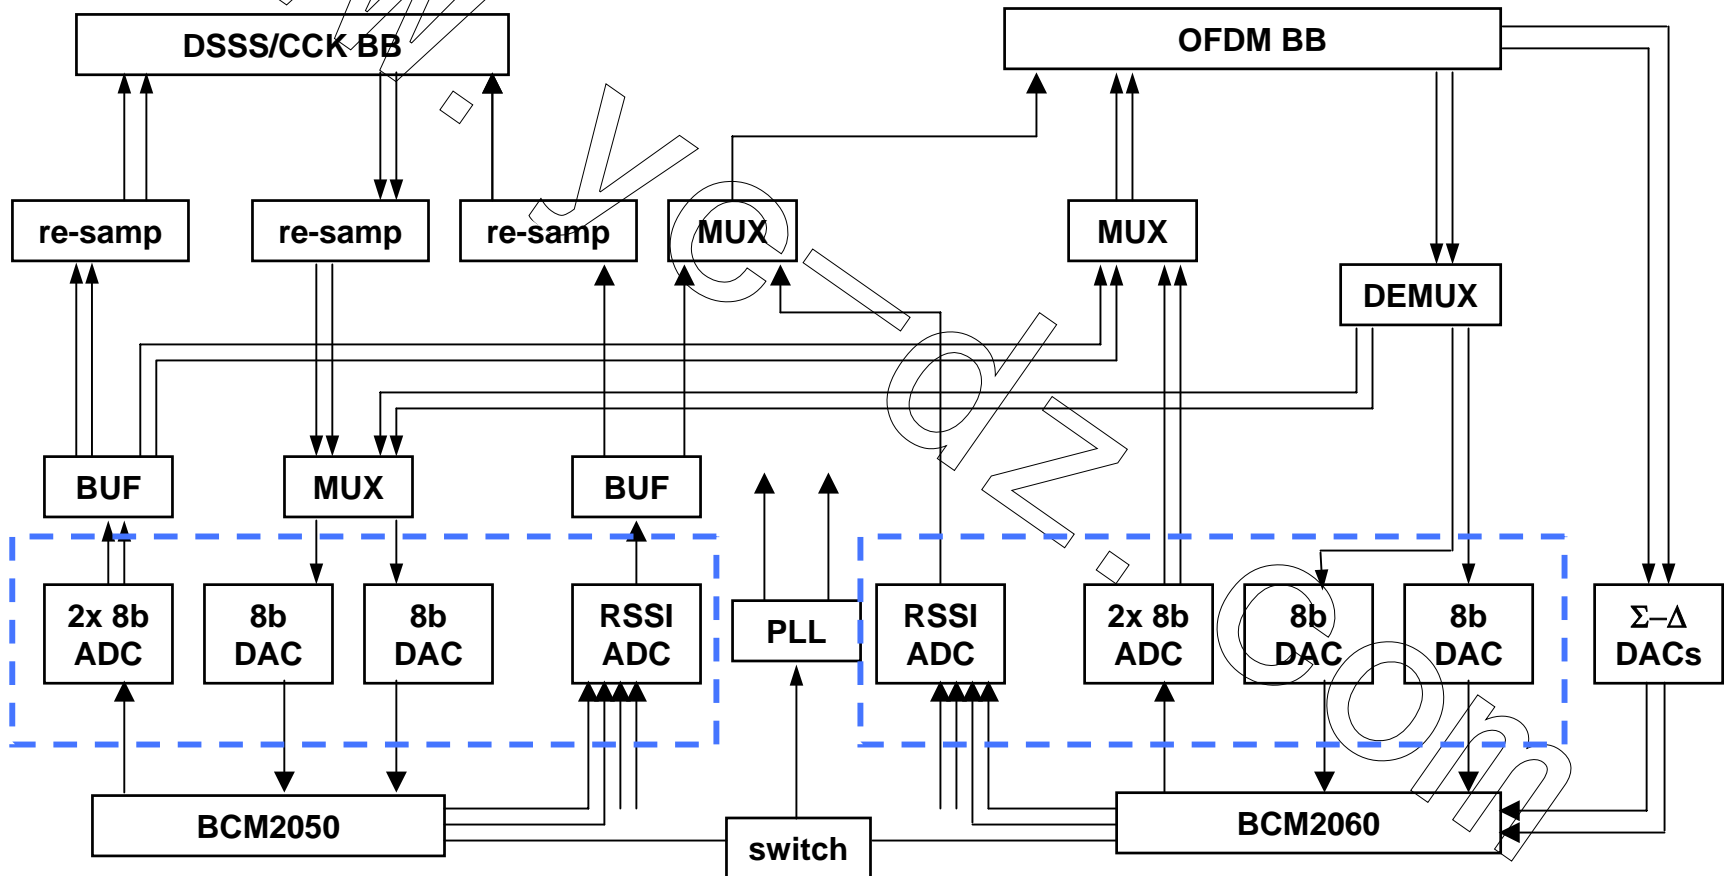 DSSS/CCK BB
OFDM BB
re-samp
re-samp
re-samp
MUX
MUX
DEMUX
BUF
MUX
BUF
2x 8b
ADC
8b
DAC
8b
DAC
RSSI
ADC
PLL
RSSI
ADC
2x 8b
ADC
8b
DAC
8b
DAC
Σ–Δ
DACs
BCM2050
switch
BCM2060
w.vcldz.com